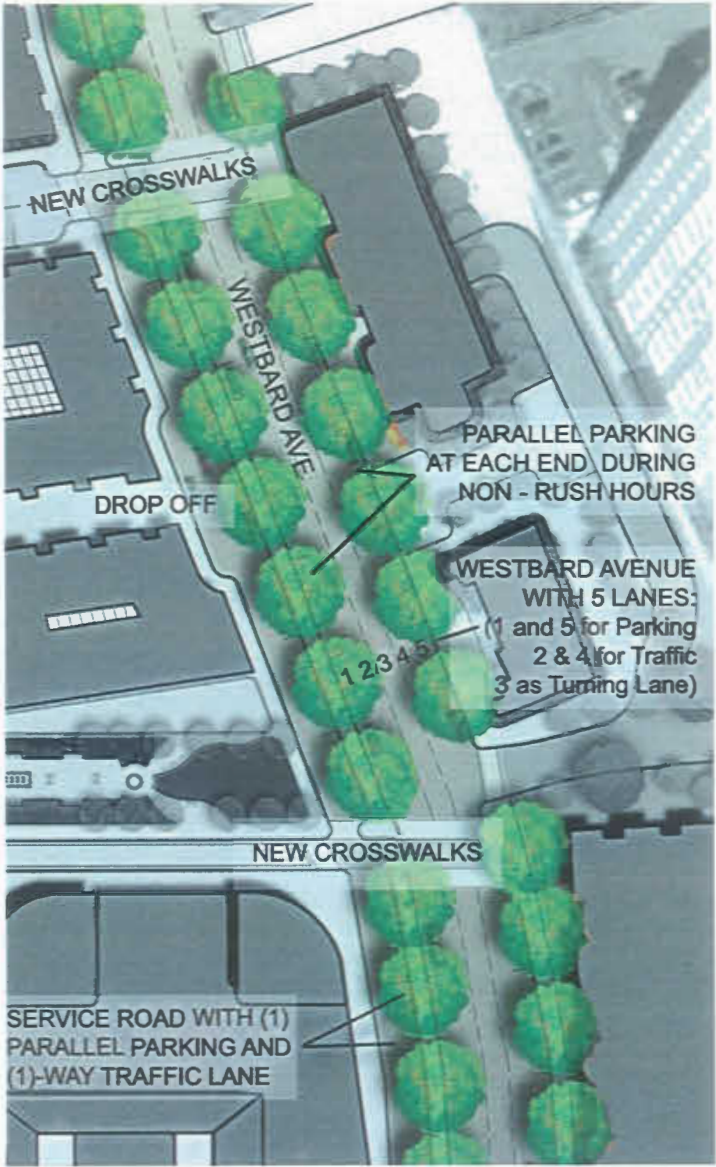 NEW CROSSWALKS
WESTBARD AVE
PARALLEL PARKING
AT EACH END DURING
NON - RUSH HOURS
DROP OFF
WESTBARD AVENUE
WITH 5 LANES:
(1 and 5 for Parking
2 & 4 for Traffic
3 as Turning Lane)
1 2 3 4 5
NEW CROSSWALKS
SERVICE ROAD WITH (1)
PARALLEL PARKING AND
(1)-WAY TRAFFIC LANE